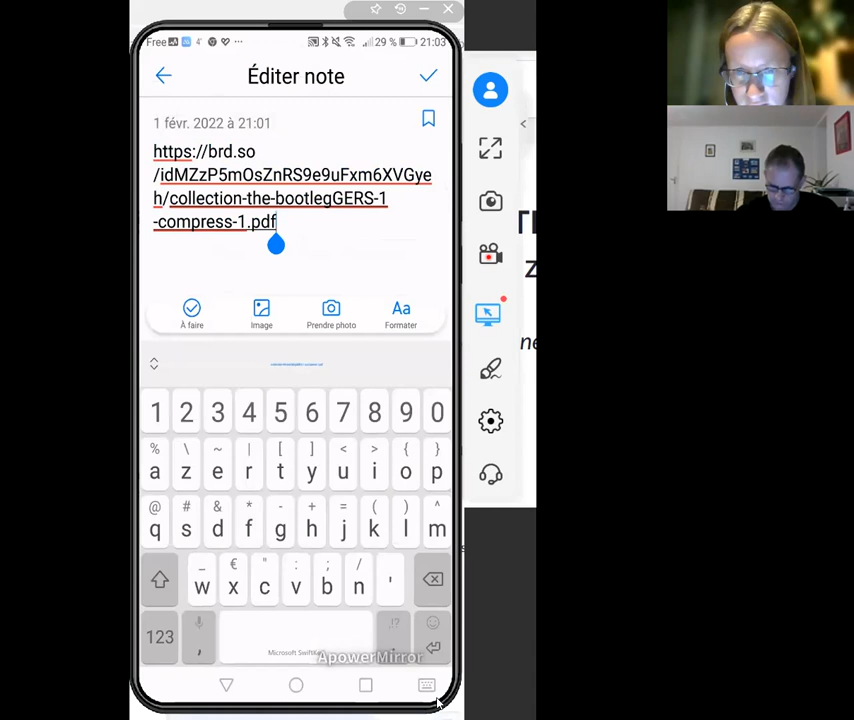 Free 4' ... 29 % 21:03
Éditer note
1 févr. 2022 à 21:01
https://brd.so
/idMZzP5mOsZnRS9e9uFxm6XVGye
h/collection-the-bootlegGERS-1
-compress-1.pdf
À faire Image Prendre photo Aa Formater
1 2 3 4 5 6 7 8 9 0
% \ ~ | [ ] < > { }
a z e r t y u i o p
@ # & * - + = ( ) ^
q s d f g h j k l m
_ € " : ; /
w x c v b n '
123 , Microsoft SwiftKey !? .
ApowerMirror